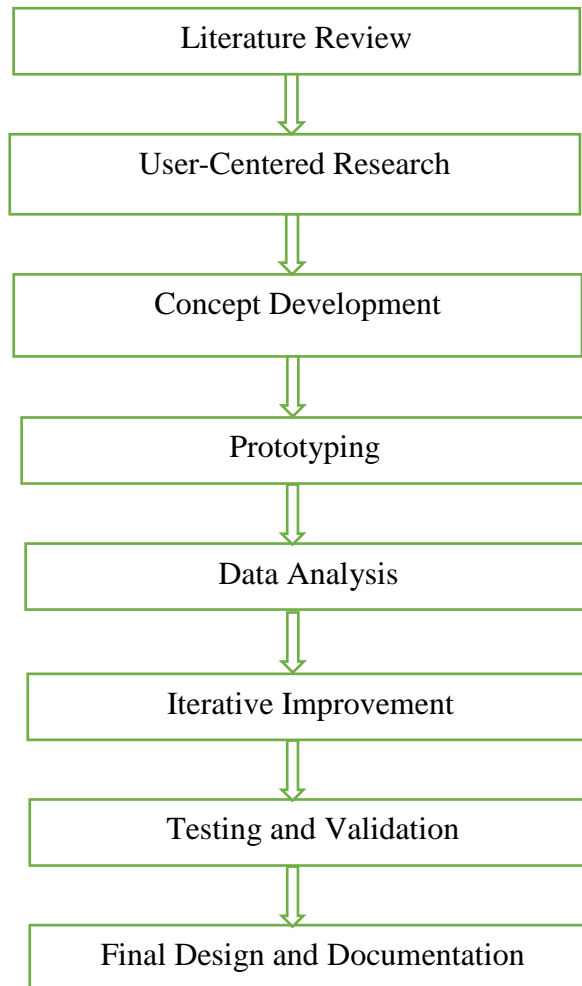 Literature Review
User-Centered Research
Concept Development
Prototyping
Data Analysis
Iterative Improvement
Testing and Validation
Final Design and Documentation